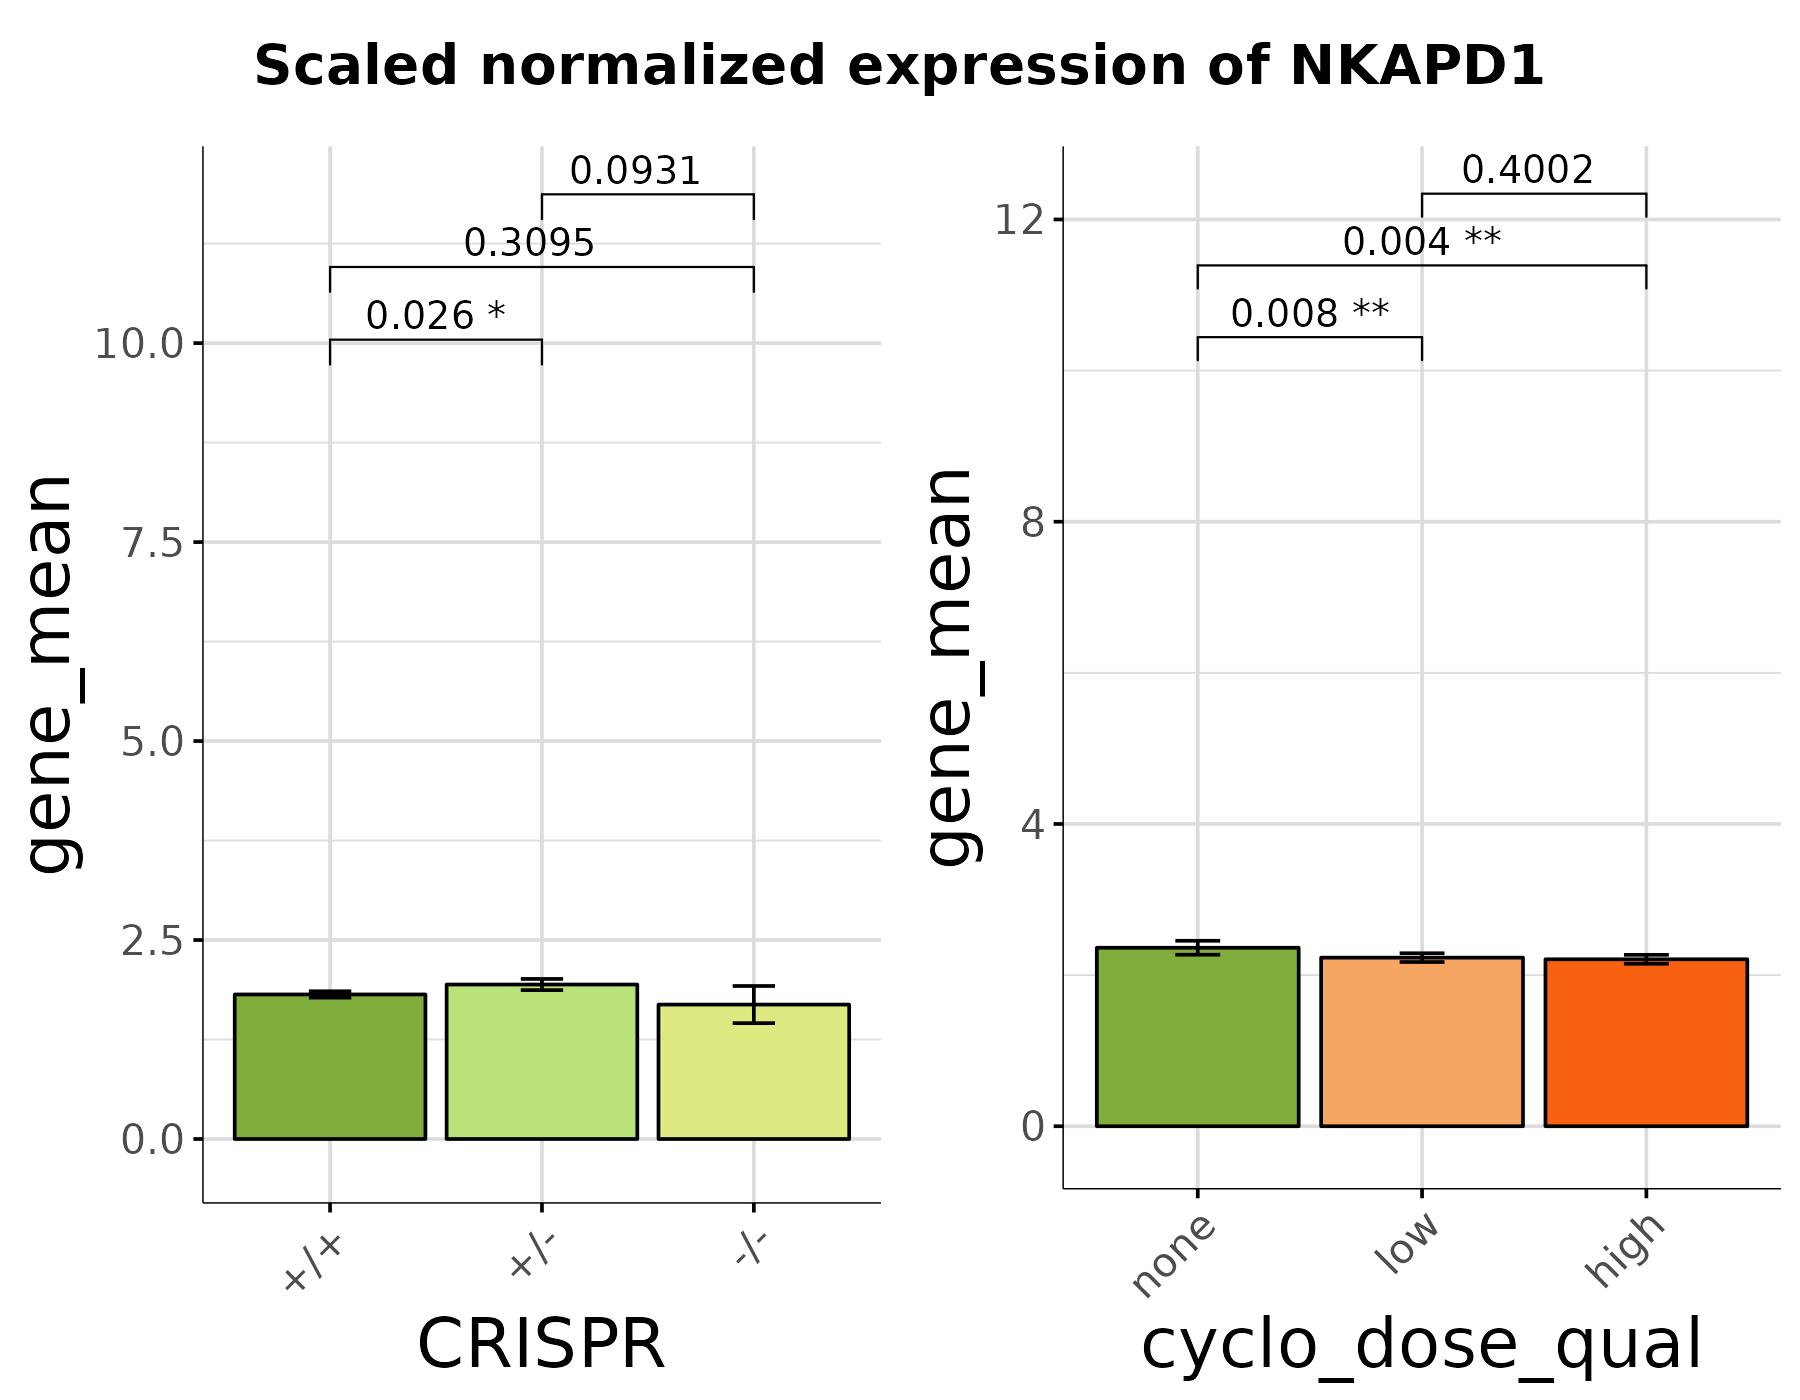 Scaled normalized expression of NKAPD1
gene_mean
10.0
7.5
5.0
2.5
0.0
0.0931
0.3095
0.026 *
+/+
+/-
-/-
CRISPR
gene_mean
12
8
4
0
0.4002
0.004 **
0.008 **
none
low
high
cyclo_dose_qual